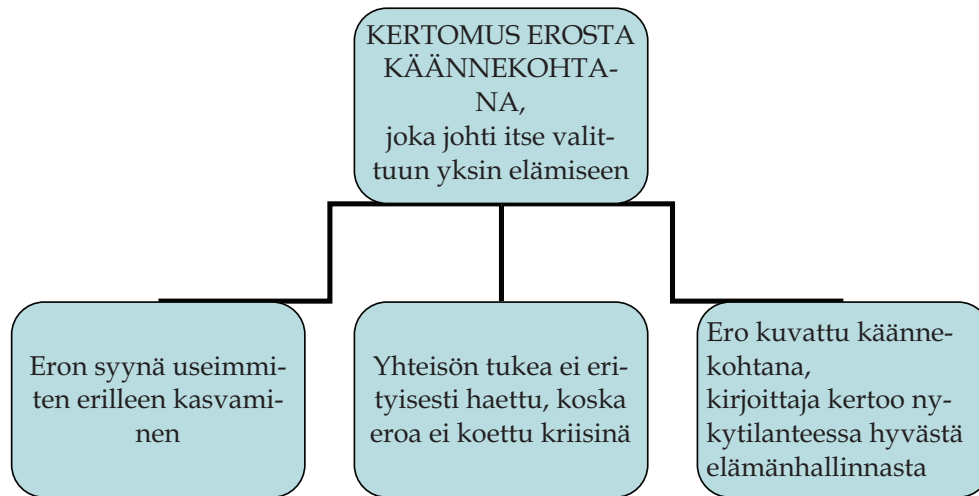 KERTOMUS EROSTA
KÄÄNNEKOHTA-
NA,
joka johti itse valit-
tuun yksin elämiseen
Eron syynä useimmi-
ten erilleen kasvami-
nen
Yhteisön tukea ei eri-
tyisesti haettu, koska
eroa ei koettu kriisinä
Ero kuvattu käänne-
kohtana,
kirjoittaja kertoo ny-
kytilanteessa hyvästä
elämänhallinnasta